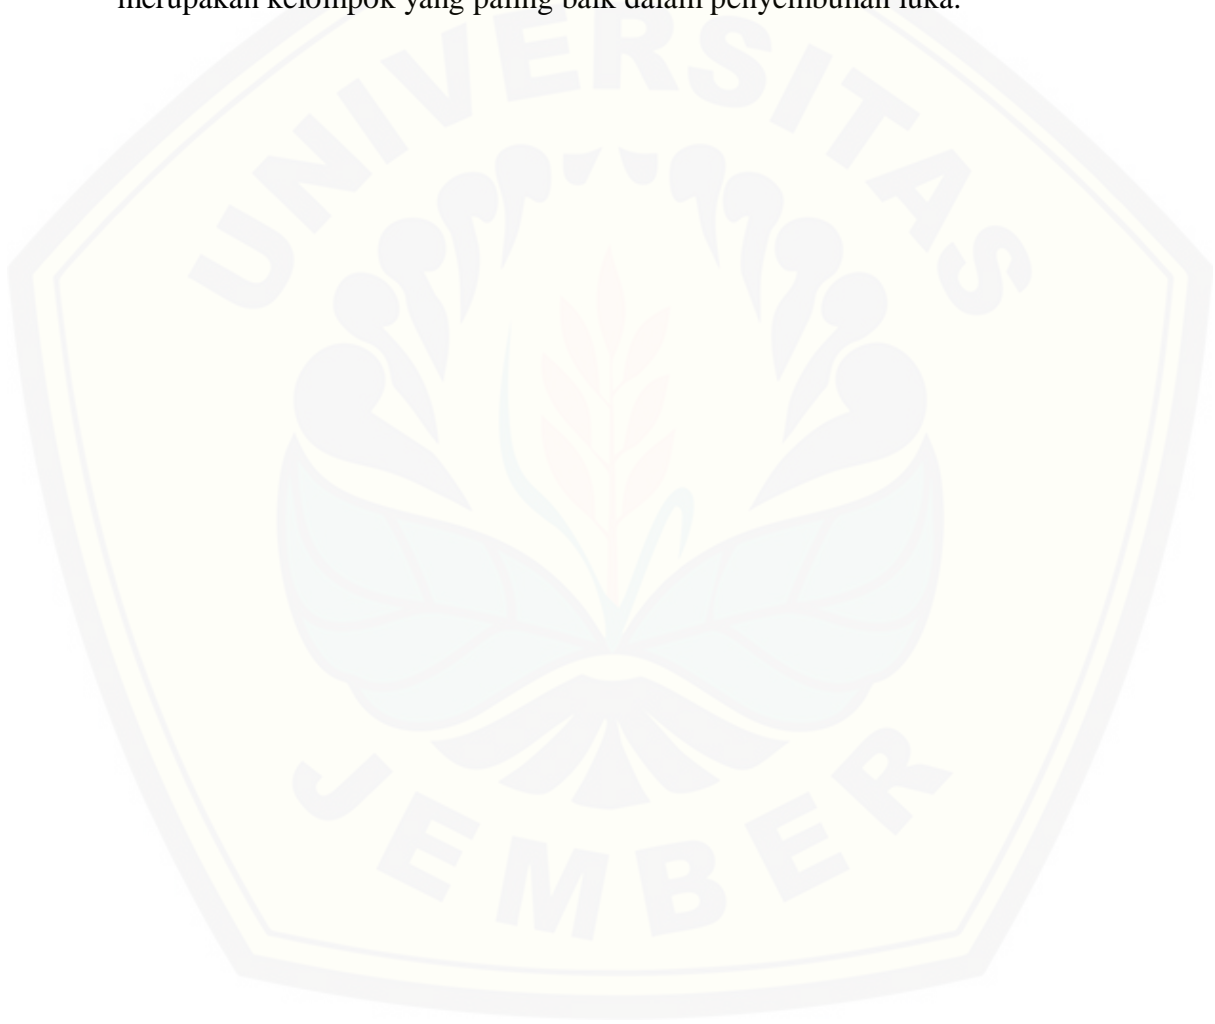 merupakan kelompok yang paling baik dalam penyembuhan luka.
UNIVERSITAS
JEMBER